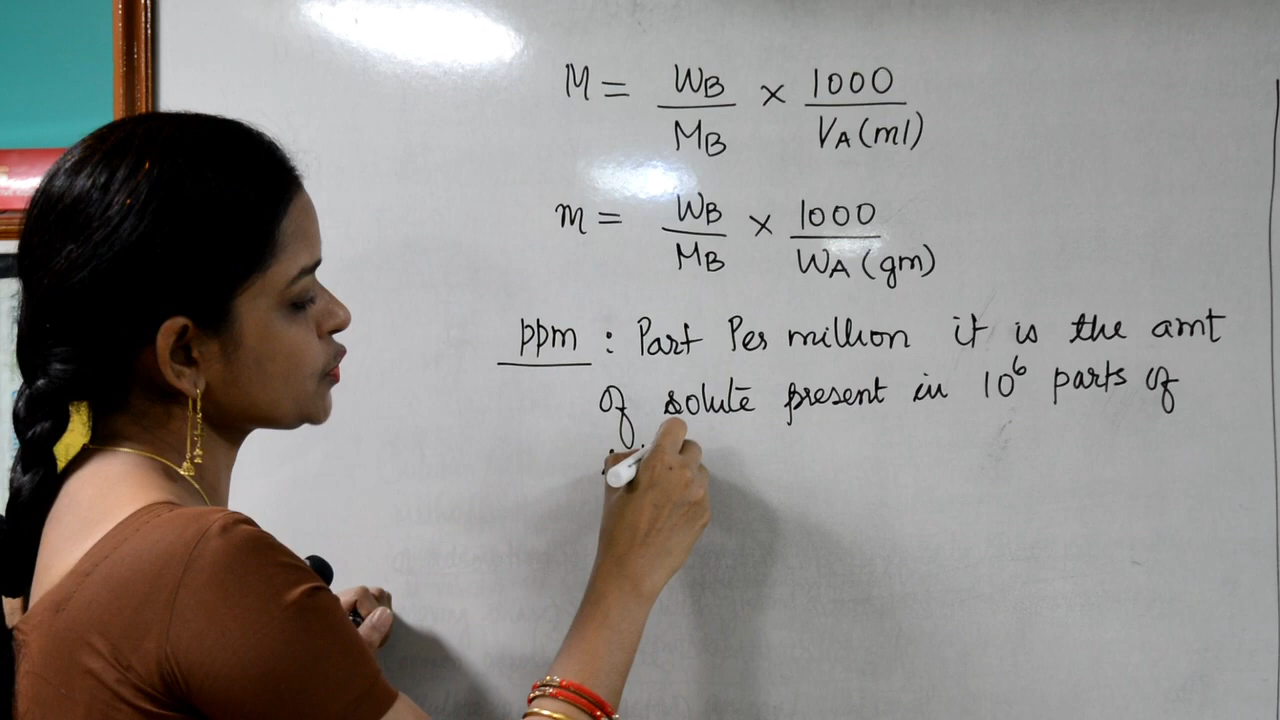 M = WB/MB × 1000/VA(ml)
m = WB/MB × 1000/WA(gm)
ppm : Part Per million it is the amt
of solute present in 10⁶ parts of